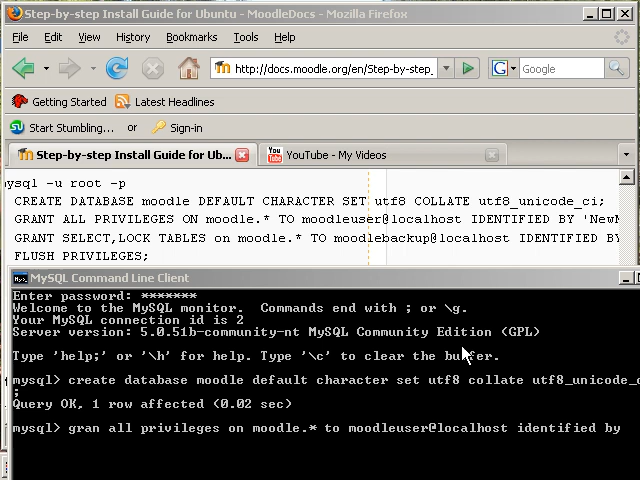 Step-by-step Install Guide for Ubuntu - MoodleDocs - Mozilla Firefox
File Edit View History Bookmarks Tools Help
http://docs.moodle.org/en/Step-by-step_
Google
Getting Started Latest Headlines
Start Stumbling... or Sign-in
Step-by-step Install Guide for Ub... YouTube - My Videos
mysql -u root -p
CREATE DATABASE moodle DEFAULT CHARACTER SET utf8 COLLATE utf8_unicode_ci;
GRANT ALL PRIVILEGES ON moodle.* TO moodleuser@localhost IDENTIFIED BY 'New
GRANT SELECT,LOCK TABLES on moodle.* TO moodlebackup@localhost IDENTIFIED BY
FLUSH PRIVILEGES;
MySQL Command Line Client
Enter password: *******
Welcome to the MySQL monitor. Commands end with ; or \g.
Your MySQL connection id is 2
Server version: 5.0.51b-community-nt MySQL Community Edition (GPL)
Type 'help;' or '\h' for help. Type '\c' to clear the buffer.
mysql> create database moodle default character set utf8 collate utf8_unicode_c
;
Query OK, 1 row affected (0.02 sec)
mysql> gran all privileges on moodle.* to moodleuser@localhost identified by